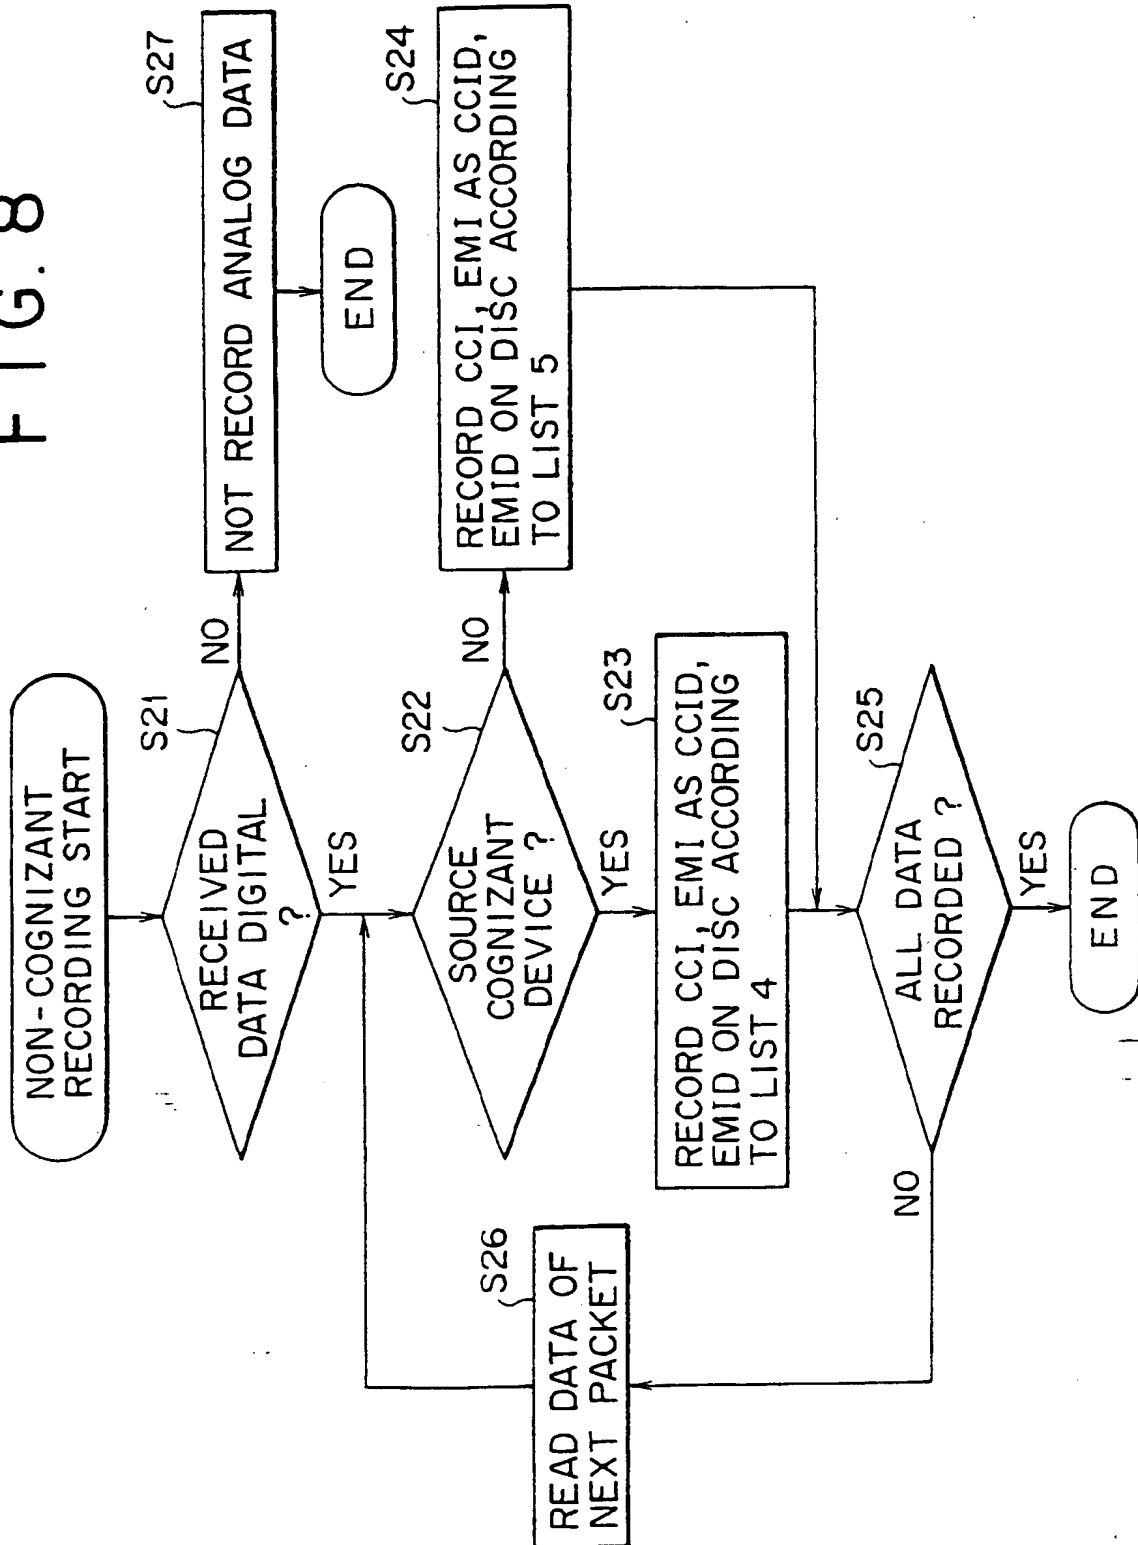 FIG. 8
NON-COGNIZANT
RECORDING START
S21
RECEIVED
DATA DIGITAL
?
NO
YES
S27
NOT RECORD ANALOG DATA
END
S22
SOURCE
COGNIZANT
DEVICE ?
NO
YES
S24
RECORD CCI, EMI AS CCID,
EMID ON DISC ACCORDING
TO LIST 5
S23
RECORD CCI, EMI AS CCID,
EMID ON DISC ACCORDING
TO LIST 4
S25
ALL DATA
RECORDED ?
NO
YES
S26
READ DATA OF
NEXT PACKET
END